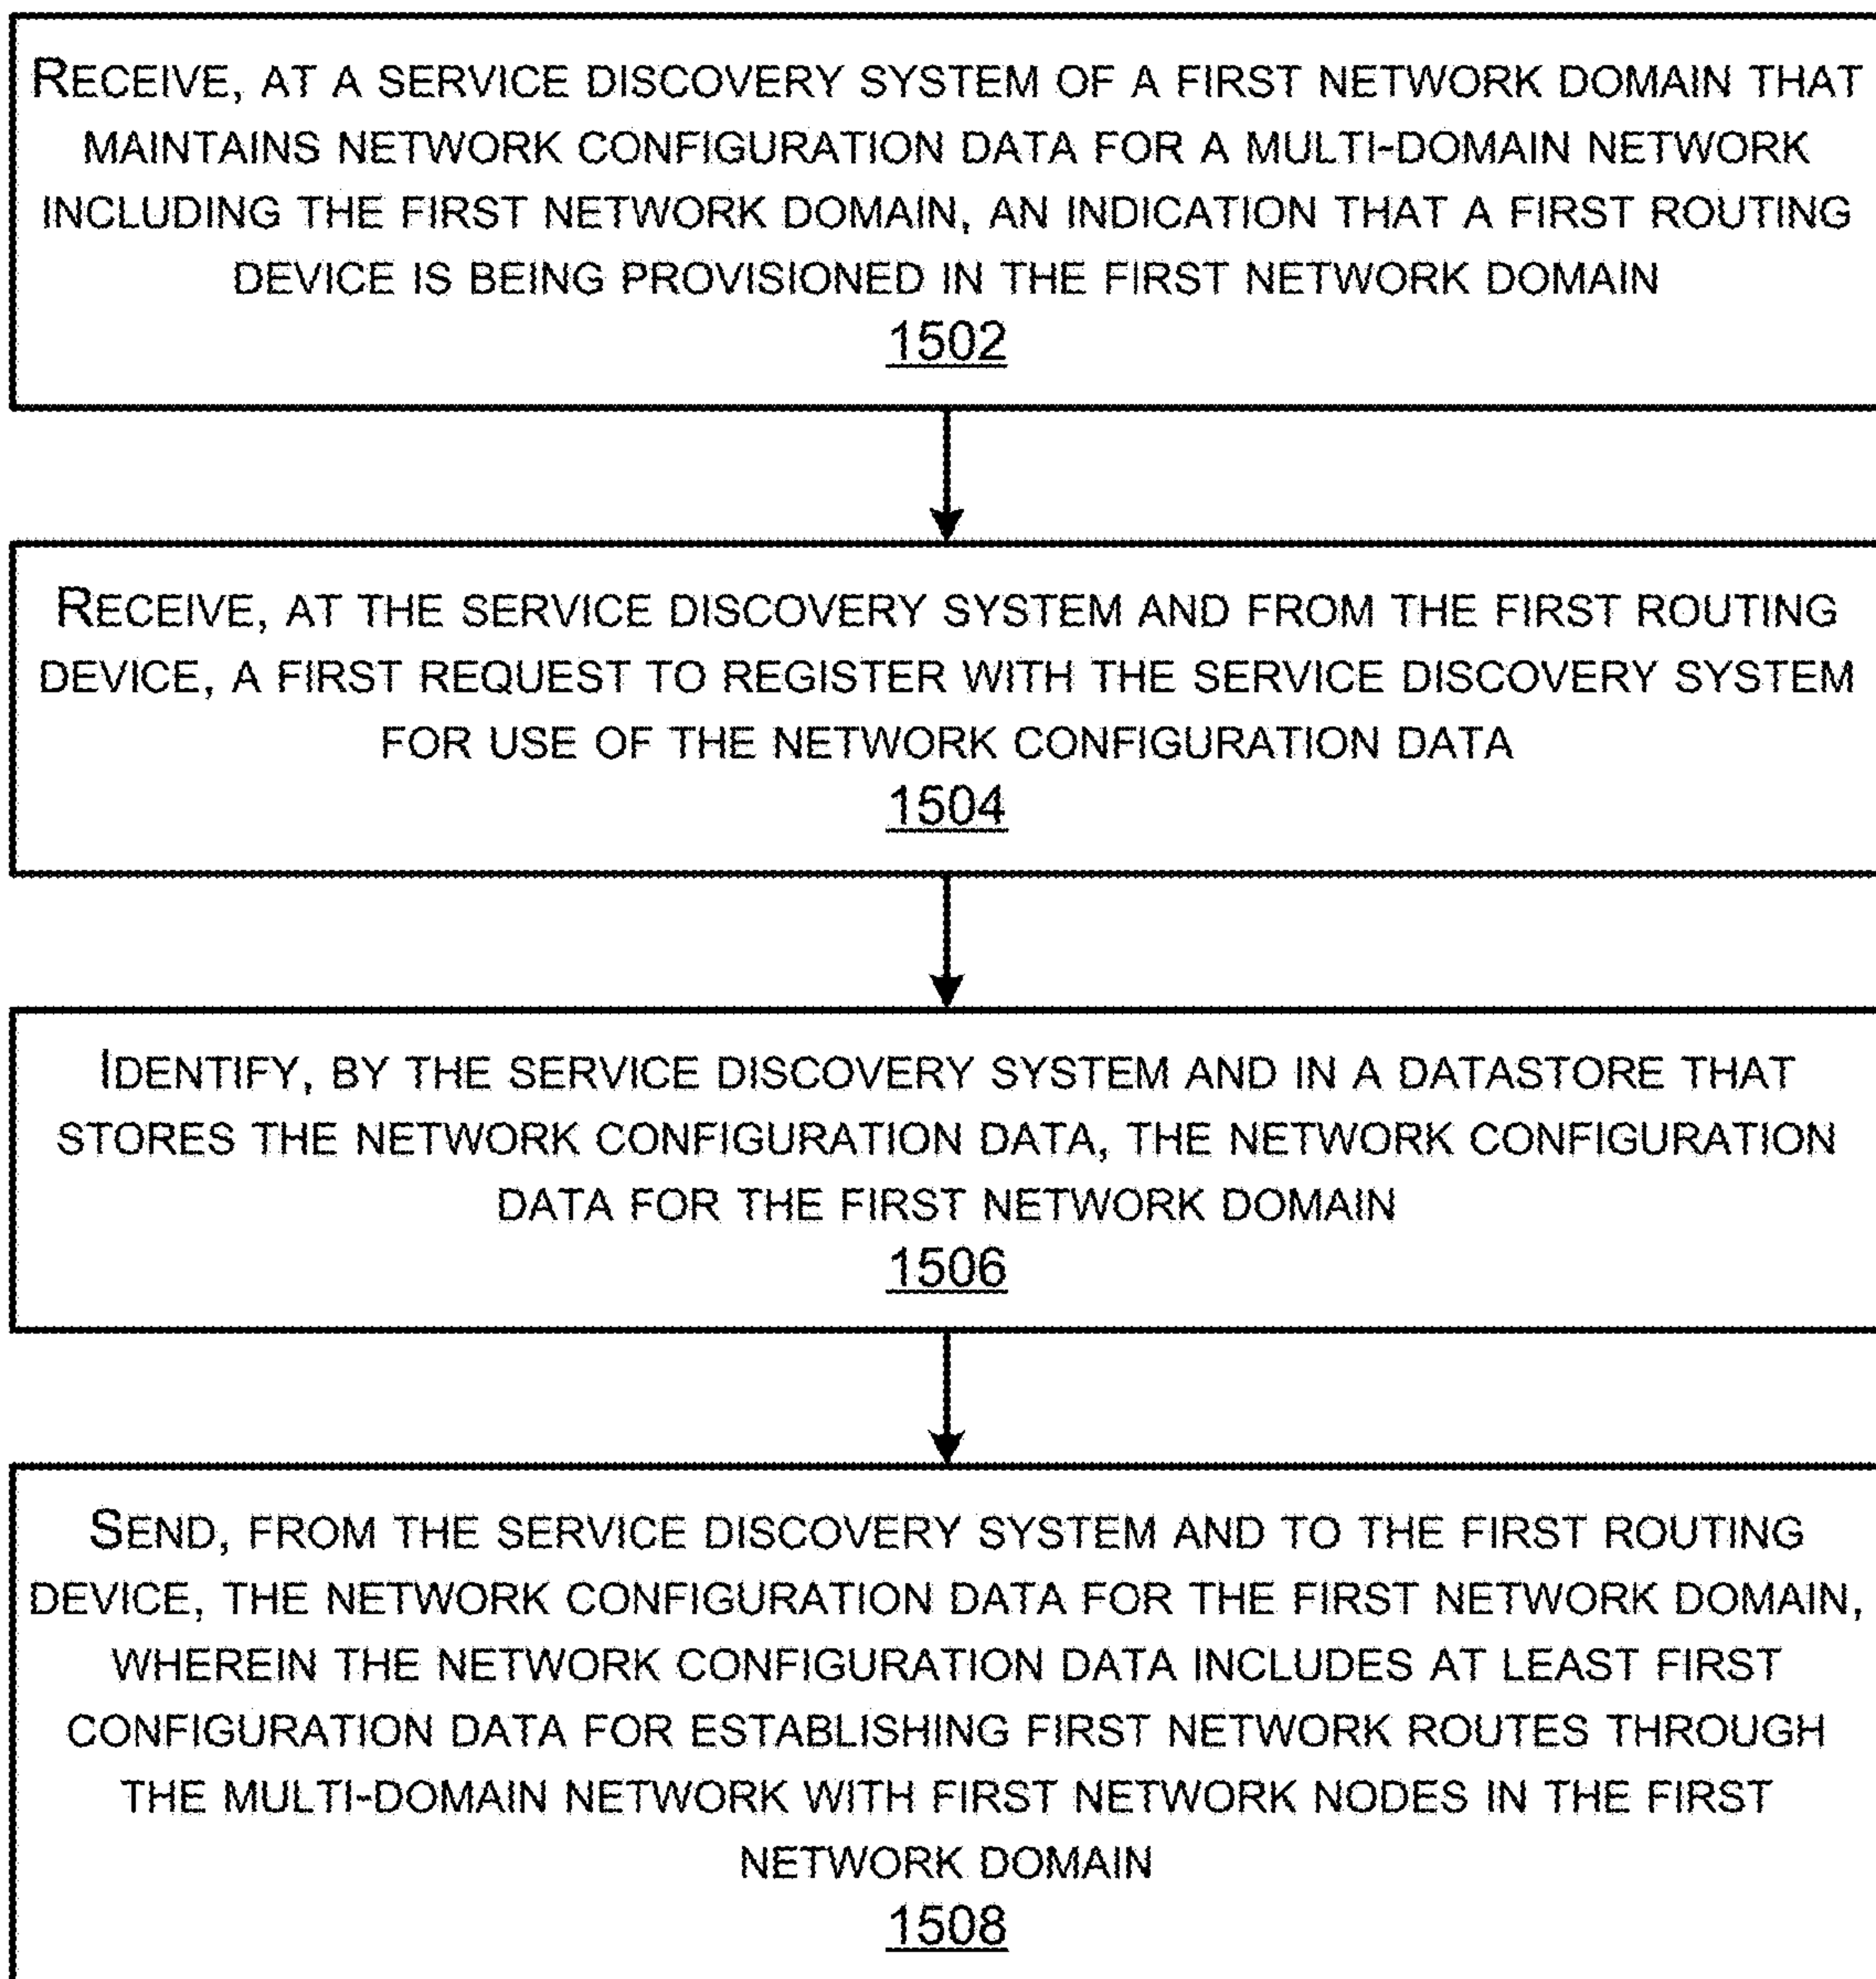 RECEIVE, AT A SERVICE DISCOVERY SYSTEM OF A FIRST NETWORK DOMAIN THAT
MAINTAINS NETWORK CONFIGURATION DATA FOR A MULTI-DOMAIN NETWORK
INCLUDING THE FIRST NETWORK DOMAIN, AN INDICATION THAT A FIRST ROUTING
DEVICE IS BEING PROVISIONED IN THE FIRST NETWORK DOMAIN
1502
RECEIVE, AT THE SERVICE DISCOVERY SYSTEM AND FROM THE FIRST ROUTING
DEVICE, A FIRST REQUEST TO REGISTER WITH THE SERVICE DISCOVERY SYSTEM
FOR USE OF THE NETWORK CONFIGURATION DATA
1504
IDENTIFY, BY THE SERVICE DISCOVERY SYSTEM AND IN A DATASTORE THAT
STORES THE NETWORK CONFIGURATION DATA, THE NETWORK CONFIGURATION
DATA FOR THE FIRST NETWORK DOMAIN
1506
SEND, FROM THE SERVICE DISCOVERY SYSTEM AND TO THE FIRST ROUTING
DEVICE, THE NETWORK CONFIGURATION DATA FOR THE FIRST NETWORK DOMAIN,
WHEREIN THE NETWORK CONFIGURATION DATA INCLUDES AT LEAST FIRST
CONFIGURATION DATA FOR ESTABLISHING FIRST NETWORK ROUTES THROUGH
THE MULTI-DOMAIN NETWORK WITH FIRST NETWORK NODES IN THE FIRST
NETWORK DOMAIN
1508